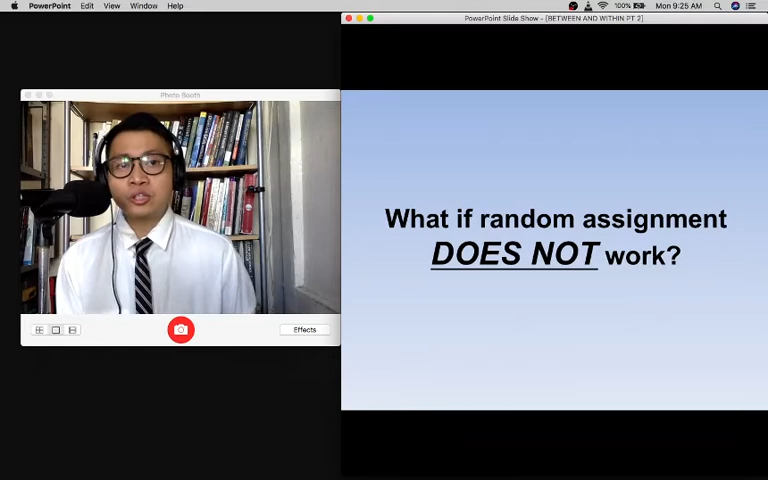 PowerPoint Edit View Window Help
100% Mon 9:25 AM
PowerPoint Slide Show - [BETWEEN AND WITHIN PT 2]
Photo Booth
What if random assignment
DOES NOT work?
Effects